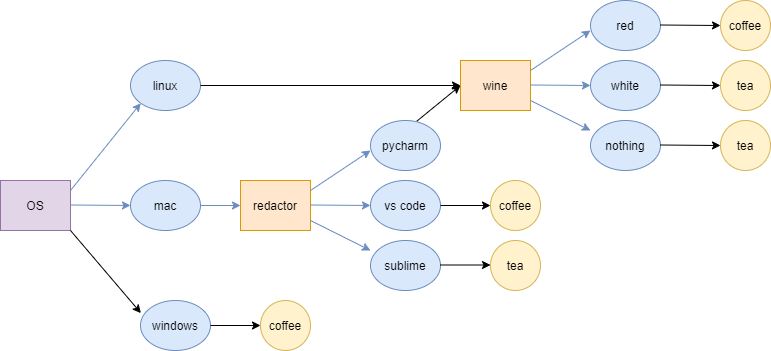 red
coffee
linux
wine
white
tea
pycharm
nothing
tea
OS
mac
redactor
vs code
coffee
sublime
tea
windows
coffee